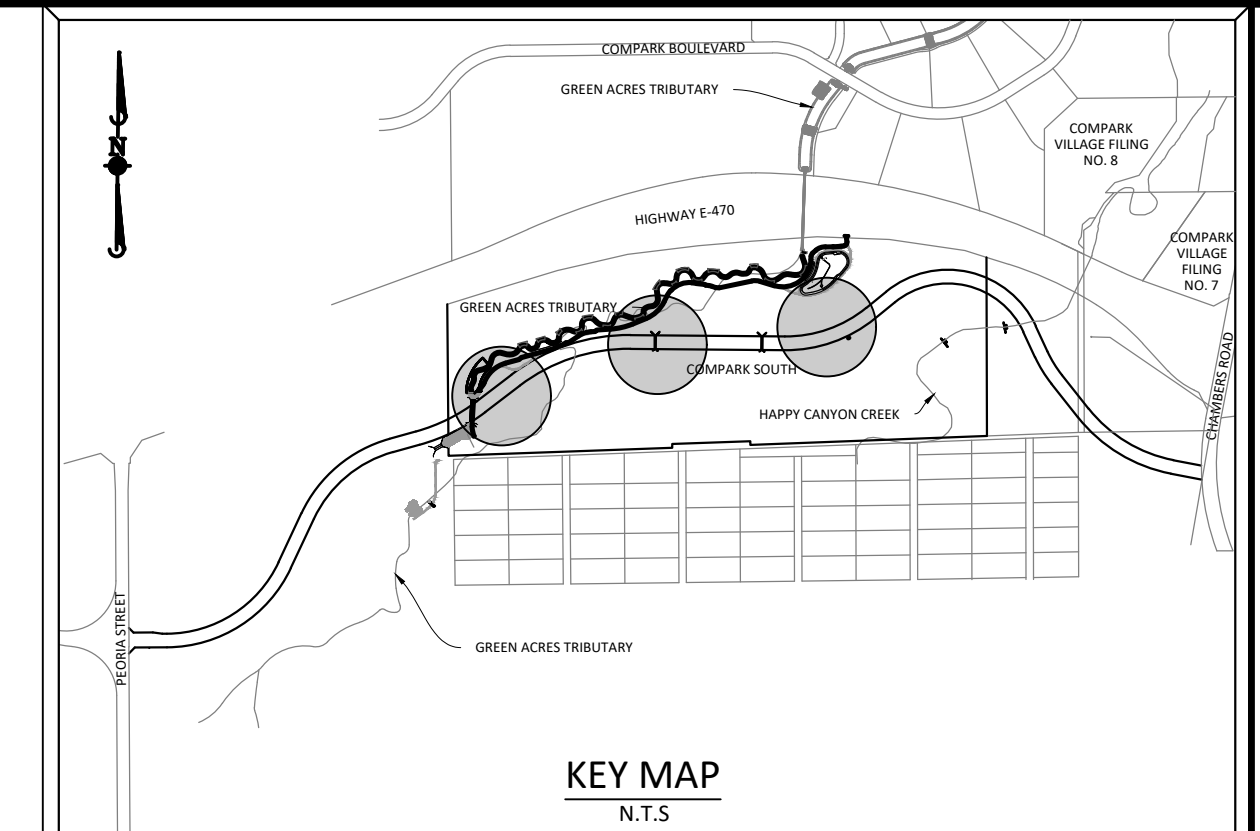 COMPARK BOULEVARD
GREEN ACRES TRIBUTARY
N
COMPARK
VILLAGE FILING
NO. 8
HIGHWAY E-470
COMPARK
VILLAGE
FILING
NO. 7
GREEN ACRES TRIBUTARY
COMPARK SOUTH
HAPPY CANYON CREEK
CHAMBERS ROAD
PEORIA STREET
GREEN ACRES TRIBUTARY
KEY MAP
N.T.S